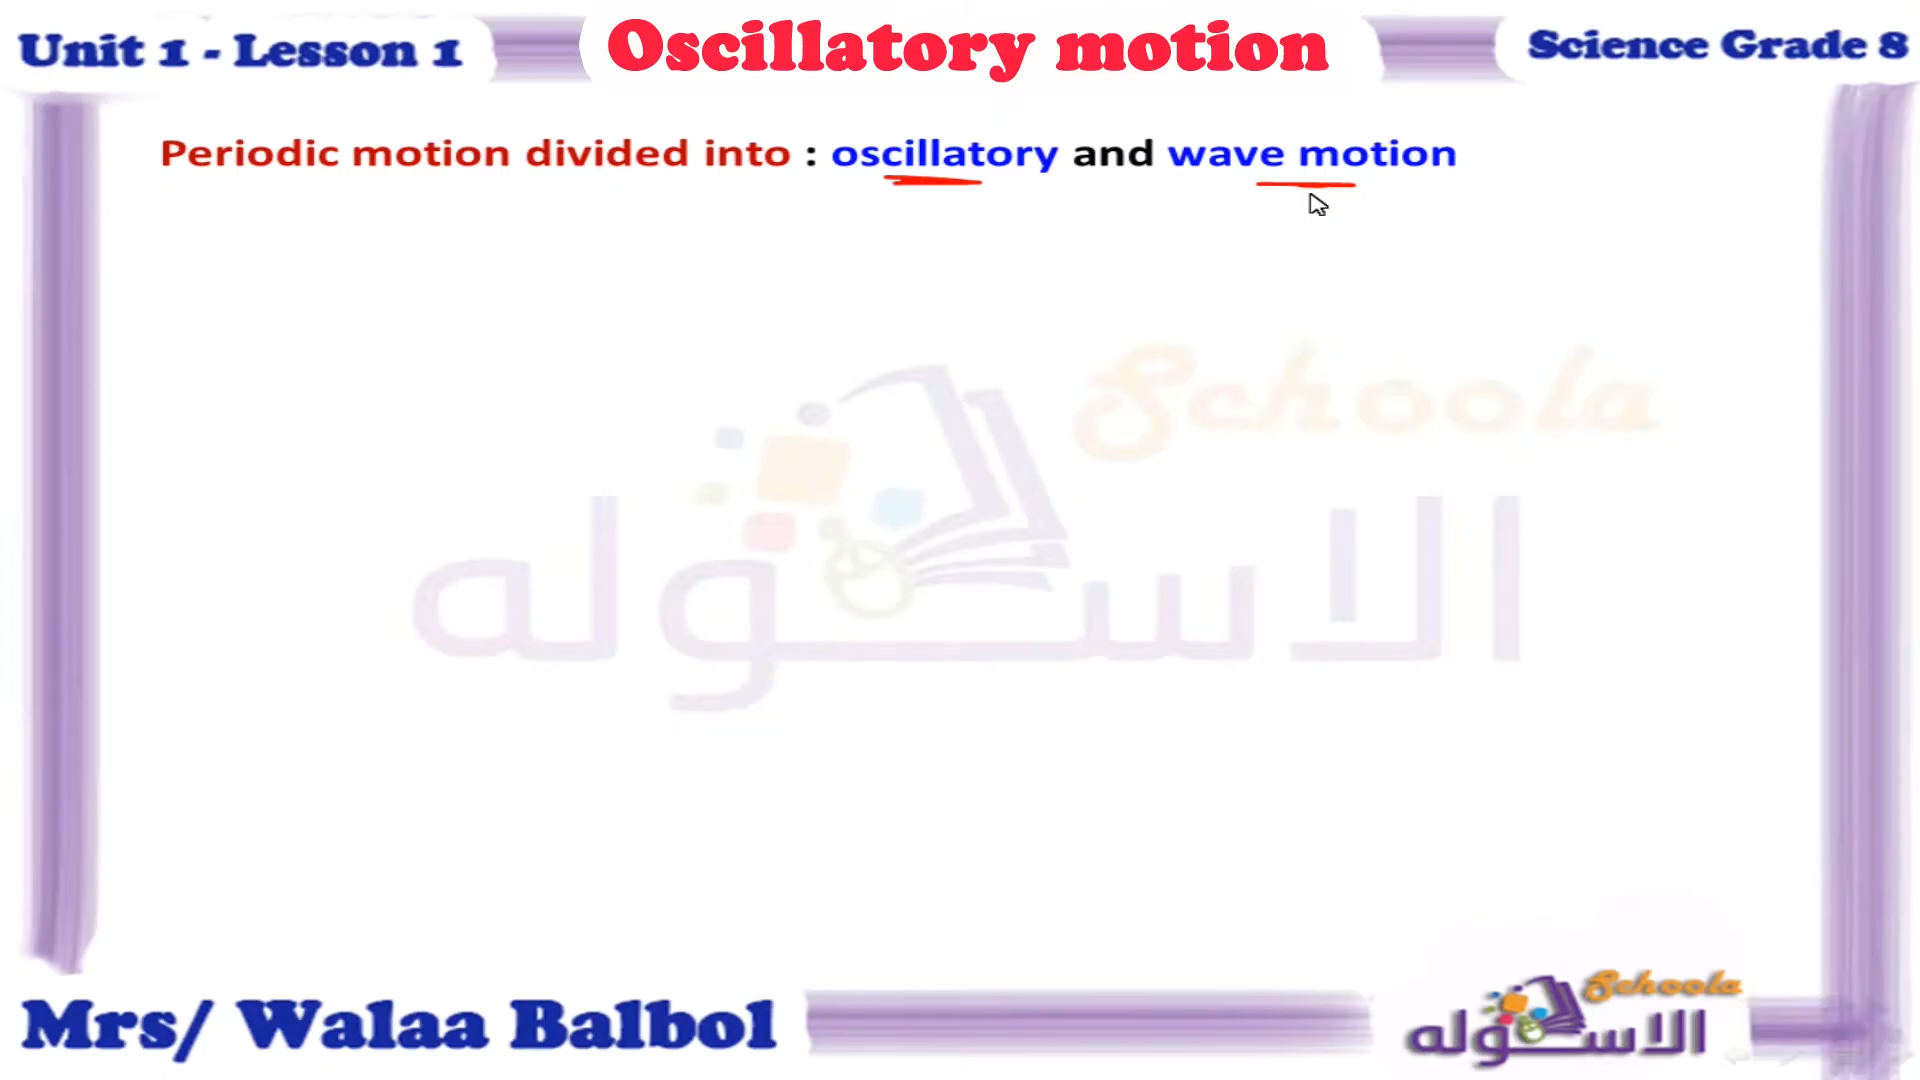 Unit 1 - Lesson 1
Oscillatory motion
Science Grade 8
Periodic motion divided into : oscillatory and wave motion
Schoola
الاسكوله
Mrs/ Walaa Balbol
Schoola
الاسكوله